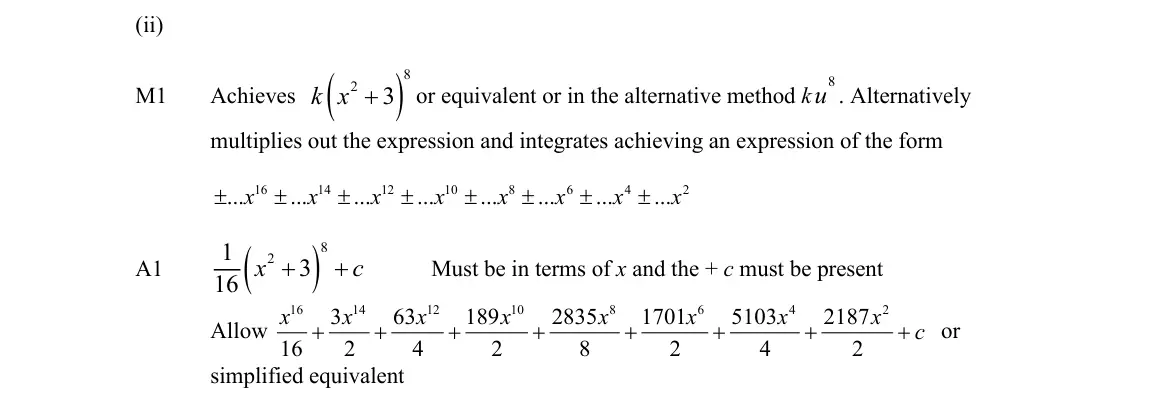 (ii)
M1 Achieves k(x² + 3)⁸ or equivalent or in the alternative method ku⁸. Alternatively
multiplies out the expression and integrates achieving an expression of the form
±...x¹⁶ ±...x¹⁴ ±...x¹² ±...x¹⁰ ±...x⁸ ±...x⁶ ±...x⁴ ±...x²
A1 1/16(x² + 3)⁸ + c Must be in terms of x and the + c must be present
Allow x¹⁶/16 + 3x¹⁴/2 + 63x¹²/4 + 189x¹⁰/2 + 2835x⁸/8 + 1701x⁶/2 + 5103x⁴/4 + 2187x²/2 + c or
simplified equivalent